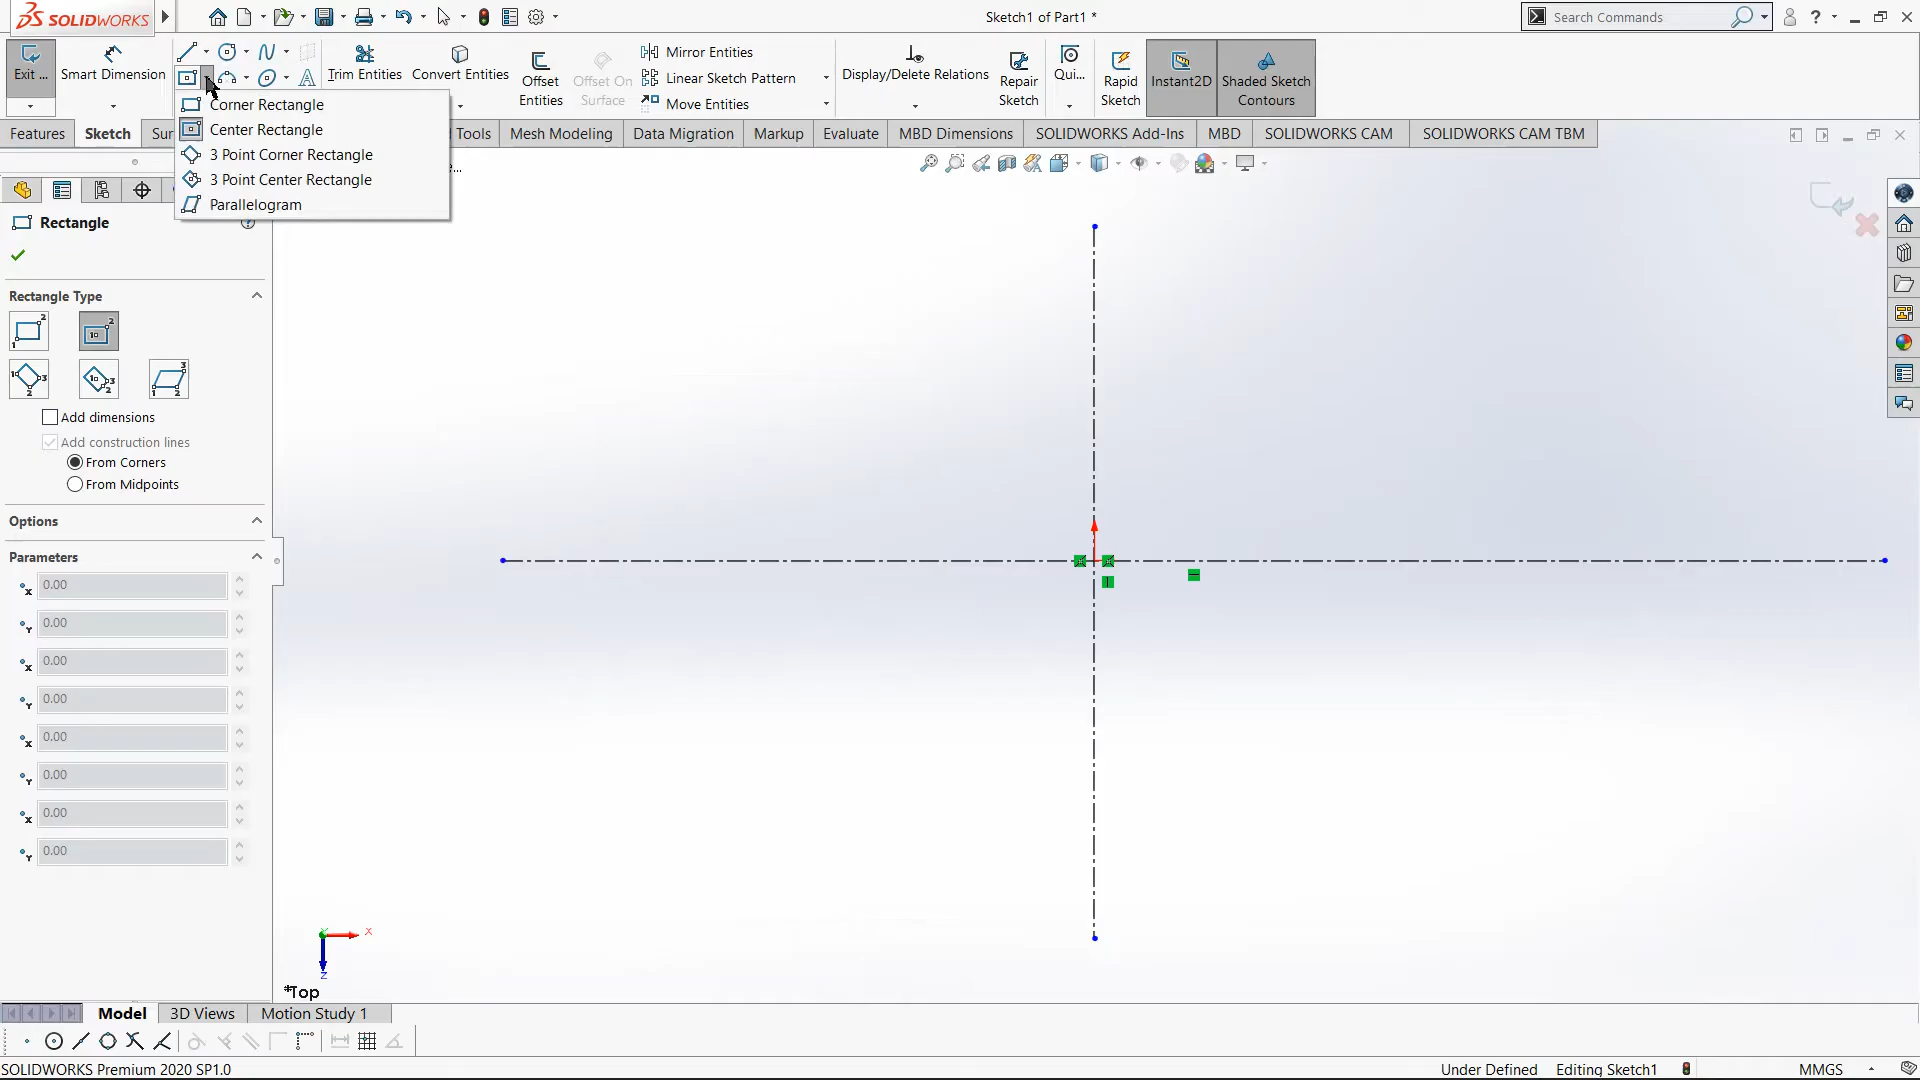 SOLIDWORKS
Sketch1 of Part1 *
Search Commands
Exit ...
Smart Dimension
Trim Entities
Convert Entities
Offset Entities
Offset On Surface
Mirror Entities
Linear Sketch Pattern
Move Entities
Display/Delete Relations
Repair Sketch
Qui...
Rapid Sketch
Instant2D
Shaded Sketch Contours
Corner Rectangle
Center Rectangle
3 Point Corner Rectangle
3 Point Center Rectangle
Parallelogram
Features
Sketch
Sur
d Tools
Mesh Modeling
Data Migration
Markup
Evaluate
MBD Dimensions
SOLIDWORKS Add-Ins
MBD
SOLIDWORKS CAM
SOLIDWORKS CAM TBM
e...
Rectangle
Rectangle Type
Add dimensions
Add construction lines
From Corners
From Midpoints
Options
Parameters
x 0.00
Y 0.00
x 0.00
Y 0.00
x 0.00
Y 0.00
x 0.00
Y 0.00
X
Y
Z
*Top
Model
3D Views
Motion Study 1
SOLIDWORKS Premium 2020 SP1.0
Under Defined
Editing Sketch1
MMGS